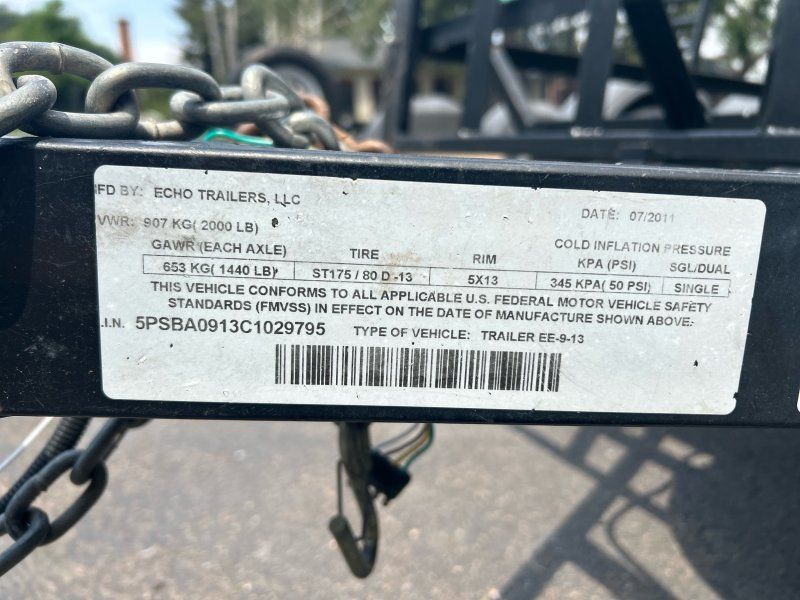 MFD BY: ECHO TRAILERS, LLC
DATE: 07/2011
VWR: 907 KG( 2000 LB)
GAWR (EACH AXLE) TIRE RIM COLD INFLATION PRESSURE KPA (PSI) SGL/DUAL
653 KG( 1440 LB) ST175 / 80 D -13 5X13 345 KPA( 50 PSI) SINGLE
THIS VEHICLE CONFORMS TO ALL APPLICABLE U.S. FEDERAL MOTOR VEHICLE SAFETY
STANDARDS (FMVSS) IN EFFECT ON THE DATE OF MANUFACTURE SHOWN ABOVE.
.I.N. 5PSBA0913C1029795 TYPE OF VEHICLE: TRAILER EE-9-13